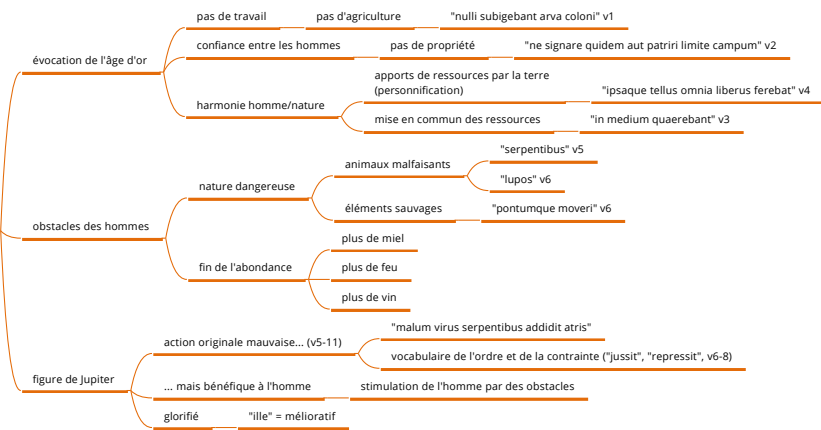 évocation de l'âge d'or
pas de travail
pas d'agriculture
"nulli subigebant arva coloni" v1
confiance entre les hommes
pas de propriété
"ne signare quidem aut patriri limite campum" v2
harmonie homme/nature
apports de ressources par la terre
(personnification)
"ipsaque tellus omnia liberus ferebat" v4
mise en commun des ressources
"in medium quaerebant" v3
obstacles des hommes
nature dangereuse
animaux malfaisants
"serpentibus" v5
"lupos" v6
éléments sauvages
"pontumque moveri" v6
fin de l'abondance
plus de miel
plus de feu
plus de vin
figure de Jupiter
action originale mauvaise... (v5-11)
"malum virus serpentibus addidit atris"
vocabulaire de l'ordre et de la contrainte ("jussit", "repressit", v6-8)
... mais bénéfique à l'homme
stimulation de l'homme par des obstacles
glorifié
"ille" = mélioratif